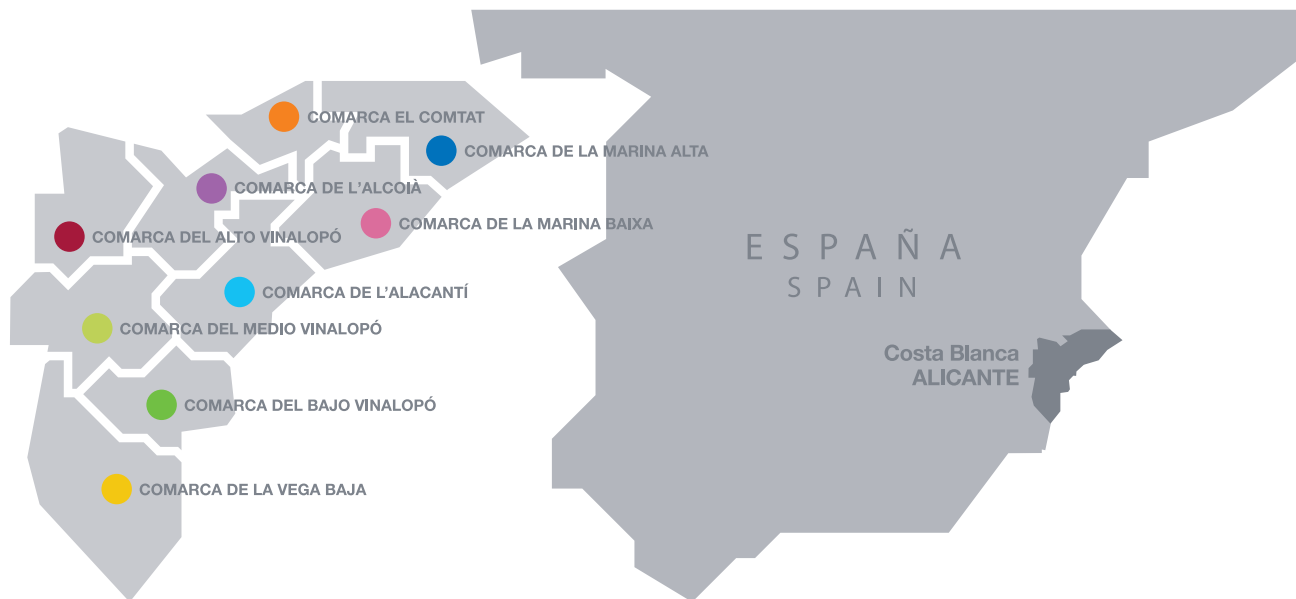 COMARCA EL COMTAT
COMARCA DE LA MARINA ALTA
COMARCA DE L'ALCOIÀ
COMARCA DE LA MARINA BAIXA
COMARCA DEL ALTO VINALOPÓ
COMARCA DE L'ALACANTÍ
COMARCA DEL MEDIO VINALOPÓ
COMARCA DEL BAJO VINALOPÓ
COMARCA DE LA VEGA BAJA
ESPAÑA
SPAIN
Costa Blanca
ALICANTE